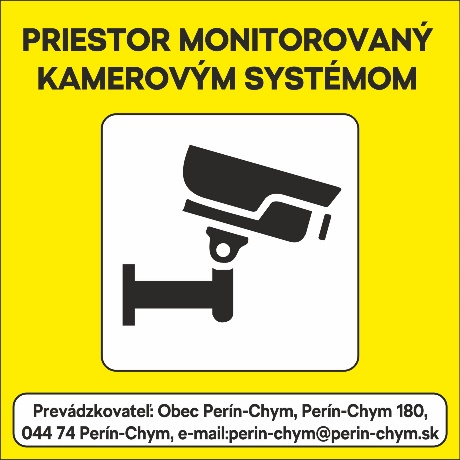 PRIESTOR MONITOROVANÝ
KAMEROVÝM SYSTÉMOM
Prevádzkovateľ: Obec Perín-Chym, Perín-Chym 180,
044 74 Perín-Chym, e-mail:perin-chym@perin-chym.sk